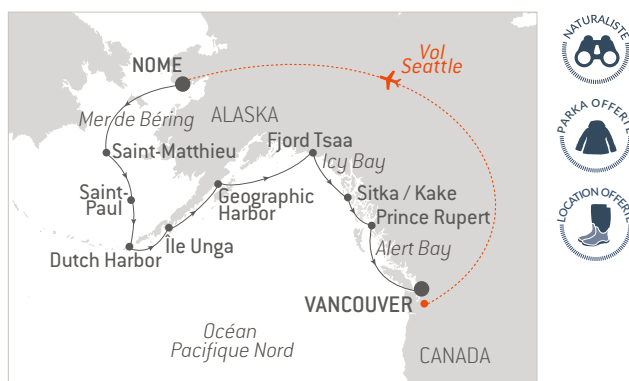 Vol
Seattle
NOME
Mer de Béring
ALASKA
Fjord Tsaa
Icy Bay
Saint-Matthieu
Saint-
Paul
Geographic
Harbor
Sitka / Kake
Prince Rupert
Dutch Harbor
Île Unga
Alert Bay
VANCOUVER
Océan
Pacifique Nord
CANADA
NATURALISTE
PARKA OFFERTE
LOCATION OFFERTE